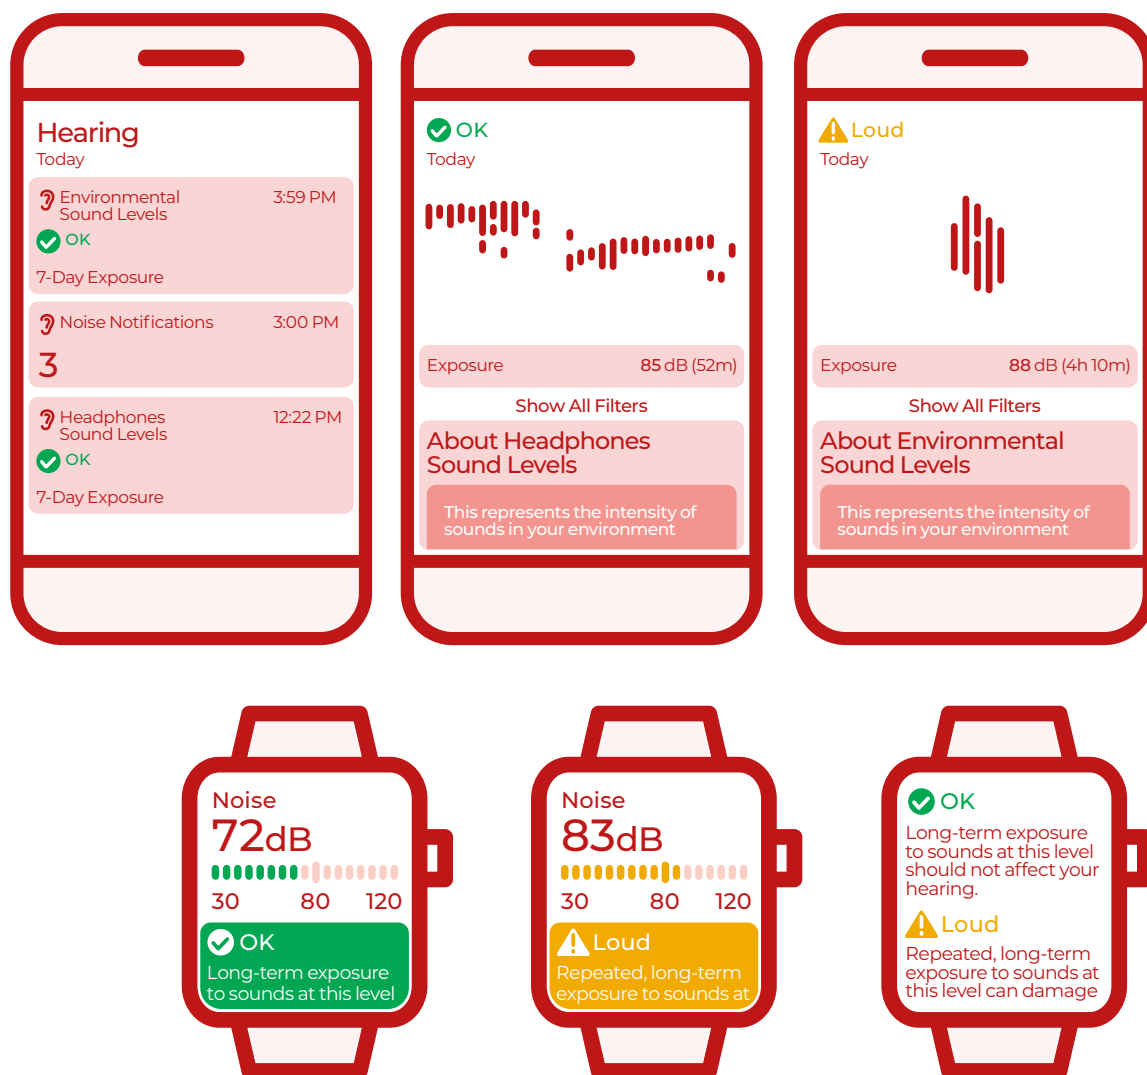 Hearing
Today
Environmental 3:59 PM
Sound Levels
OK
7-Day Exposure
Noise Notifications 3:00 PM
3
Headphones 12:22 PM
Sound Levels
OK
7-Day Exposure
OK
Today
Exposure 85 dB (52m)
Show All Filters
About Headphones
Sound Levels
This represents the intensity of
sounds in your environment
Loud
Today
Exposure 88 dB (4h 10m)
Show All Filters
About Environmental
Sound Levels
This represents the intensity of
sounds in your environment
Noise
72dB
30 80 120
OK
Long-term exposure
to sounds at this level
Noise
83dB
30 80 120
Loud
Repeated, long-term
exposure to sounds at
OK
Long-term exposure
to sounds at this level
should not affect your
hearing.
Loud
Repeated, long-term
exposure to sounds at
this level can damage